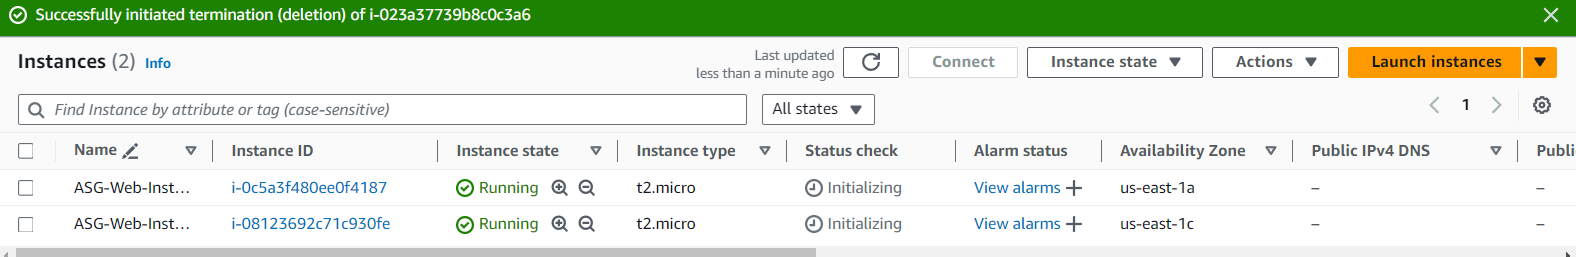 Successfully initiated termination (deletion) of i-023a37739b8c0c3a6
Instances (2) Info
Last updated
less than a minute ago
Connect
Instance state
Actions
Launch instances
Find Instance by attribute or tag (case-sensitive)
All states
1
Name Instance ID Instance state Instance type Status check Alarm status Availability Zone Public IPv4 DNS Publi
ASG-Web-Inst... i-0c5a3f480ee0f4187 Running t2.micro Initializing View alarms + us-east-1a – –
ASG-Web-Inst... i-08123692c71c930fe Running t2.micro Initializing View alarms + us-east-1c – –